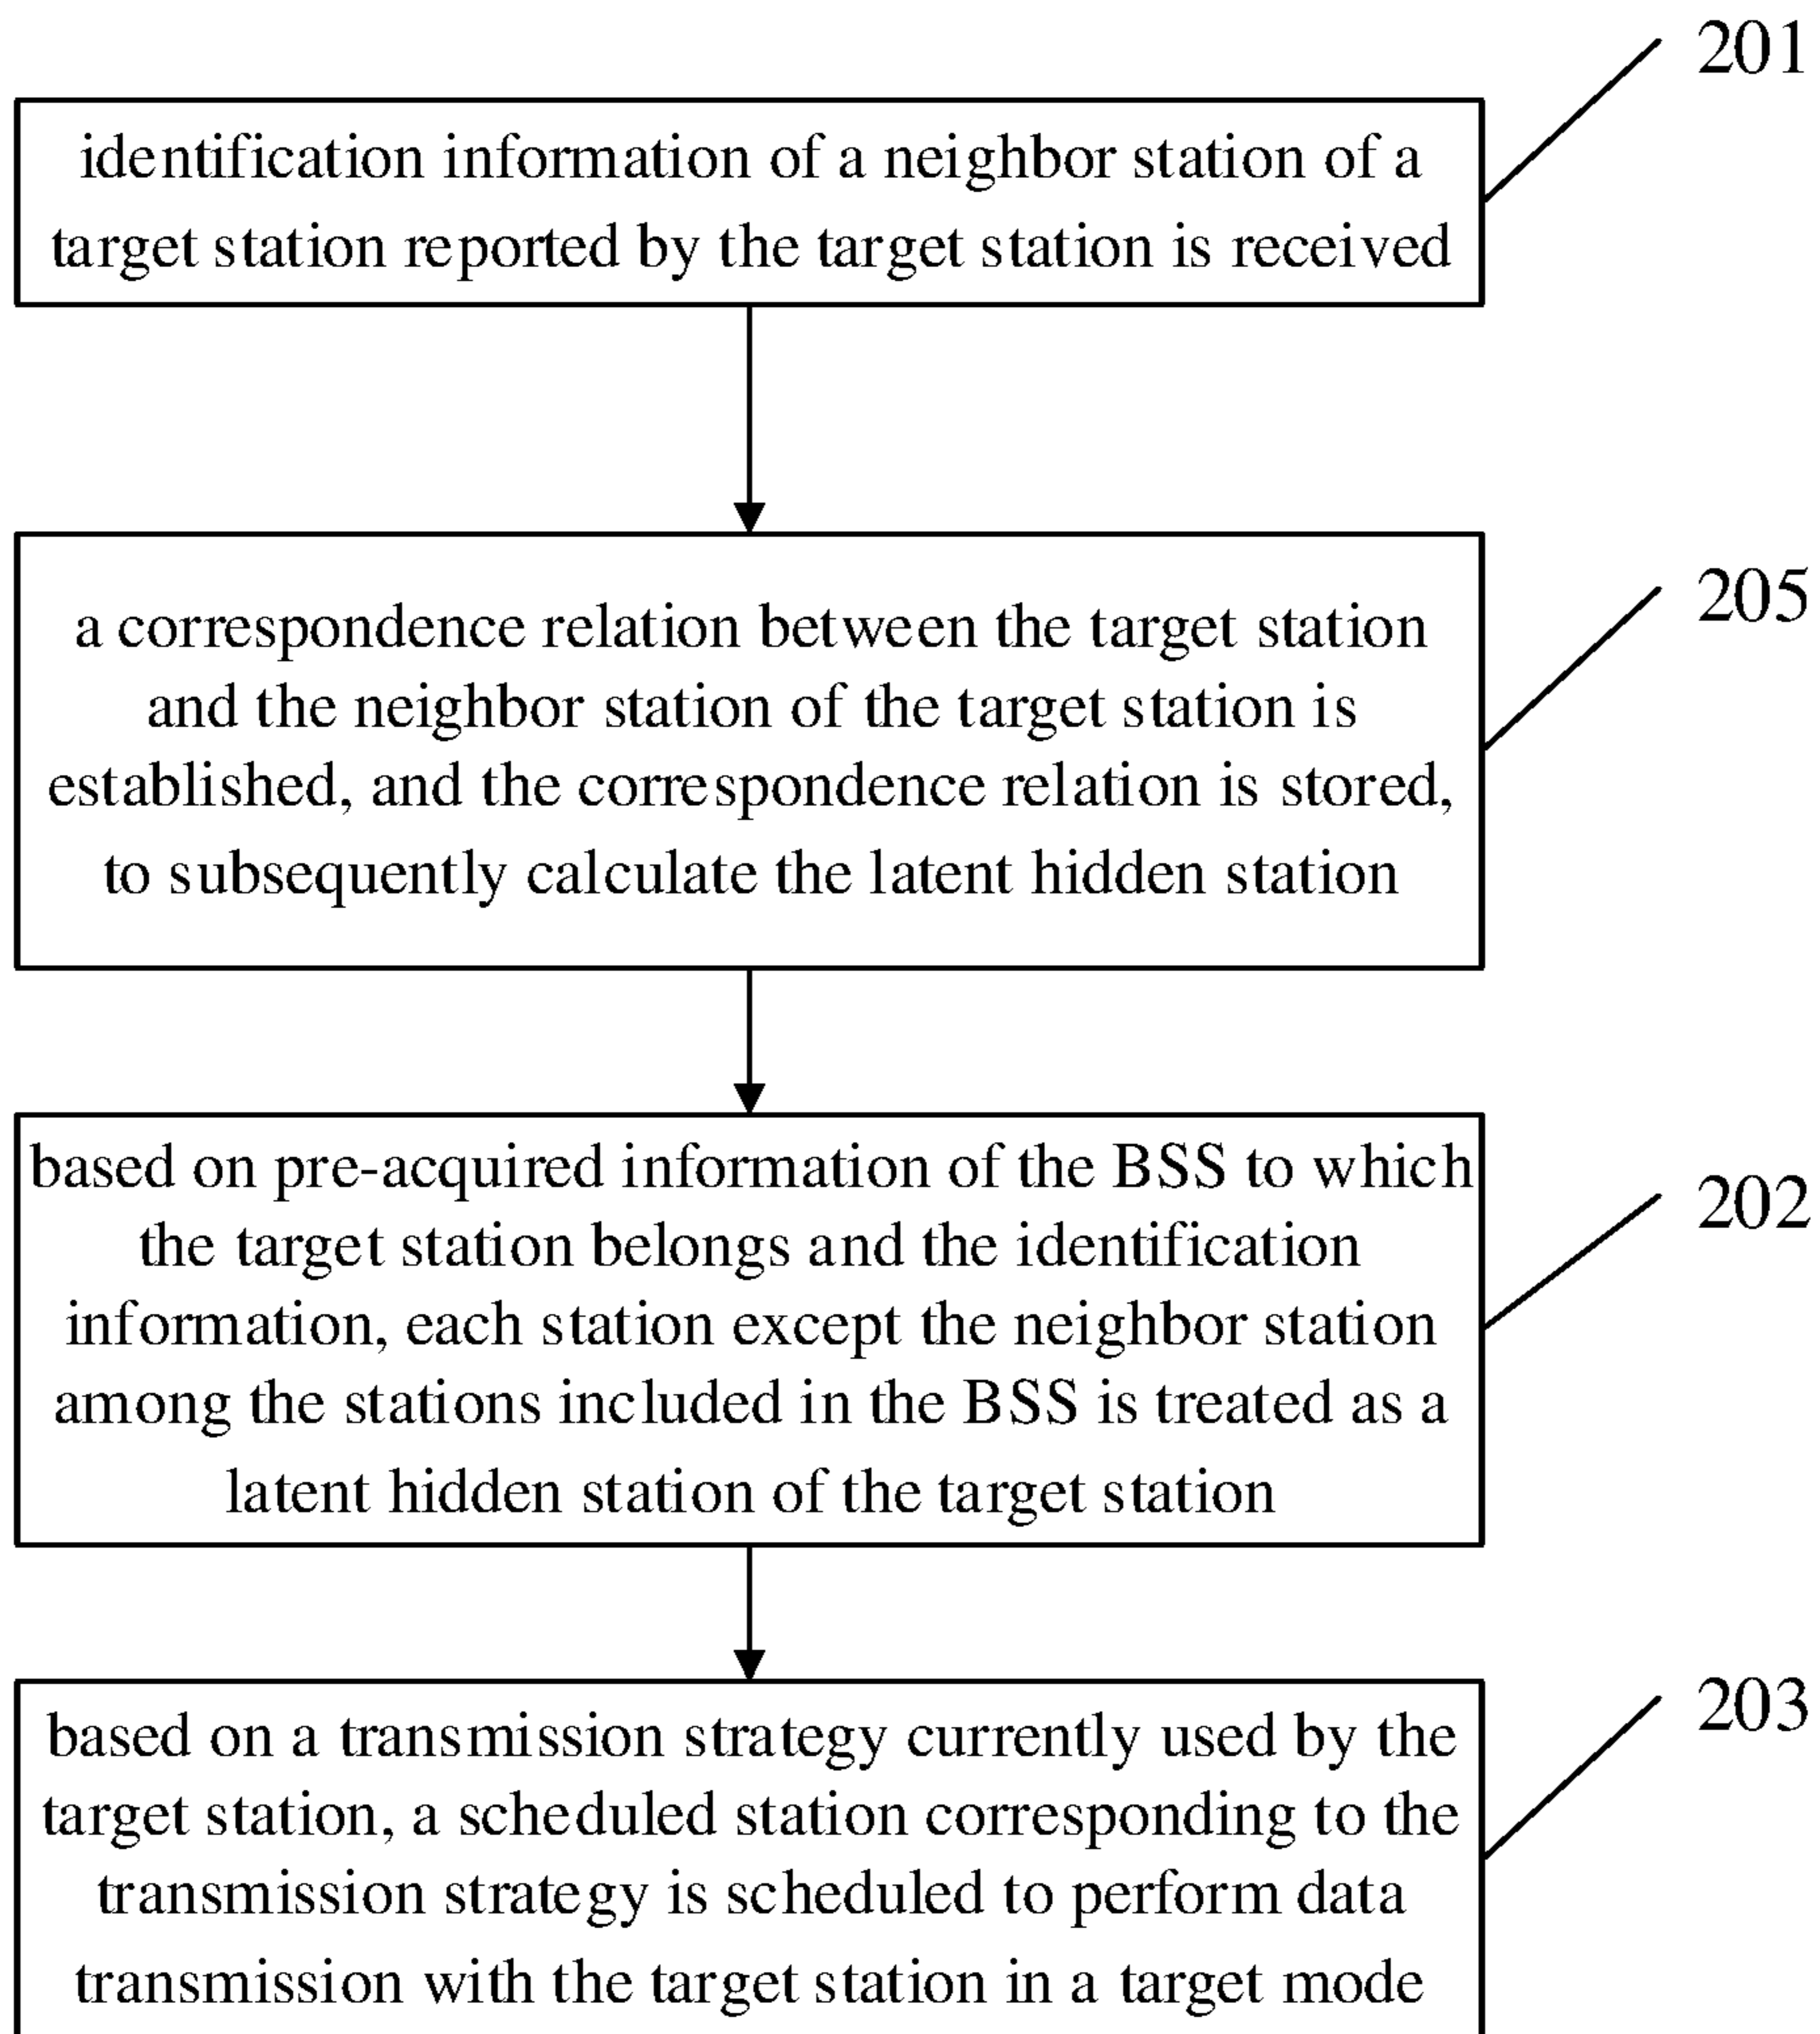 201
identification information of a neighbor station of a
target station reported by the target station is received
205
a correspondence relation between the target station
and the neighbor station of the target station is
established, and the correspondence relation is stored,
to subsequently calculate the latent hidden station
202
based on pre-acquired information of the BSS to which
the target station belongs and the identification
information, each station except the neighbor station
among the stations included in the BSS is treated as a
latent hidden station of the target station
203
based on a transmission strategy currently used by the
target station, a scheduled station corresponding to the
transmission strategy is scheduled to perform data
transmission with the target station in a target mode